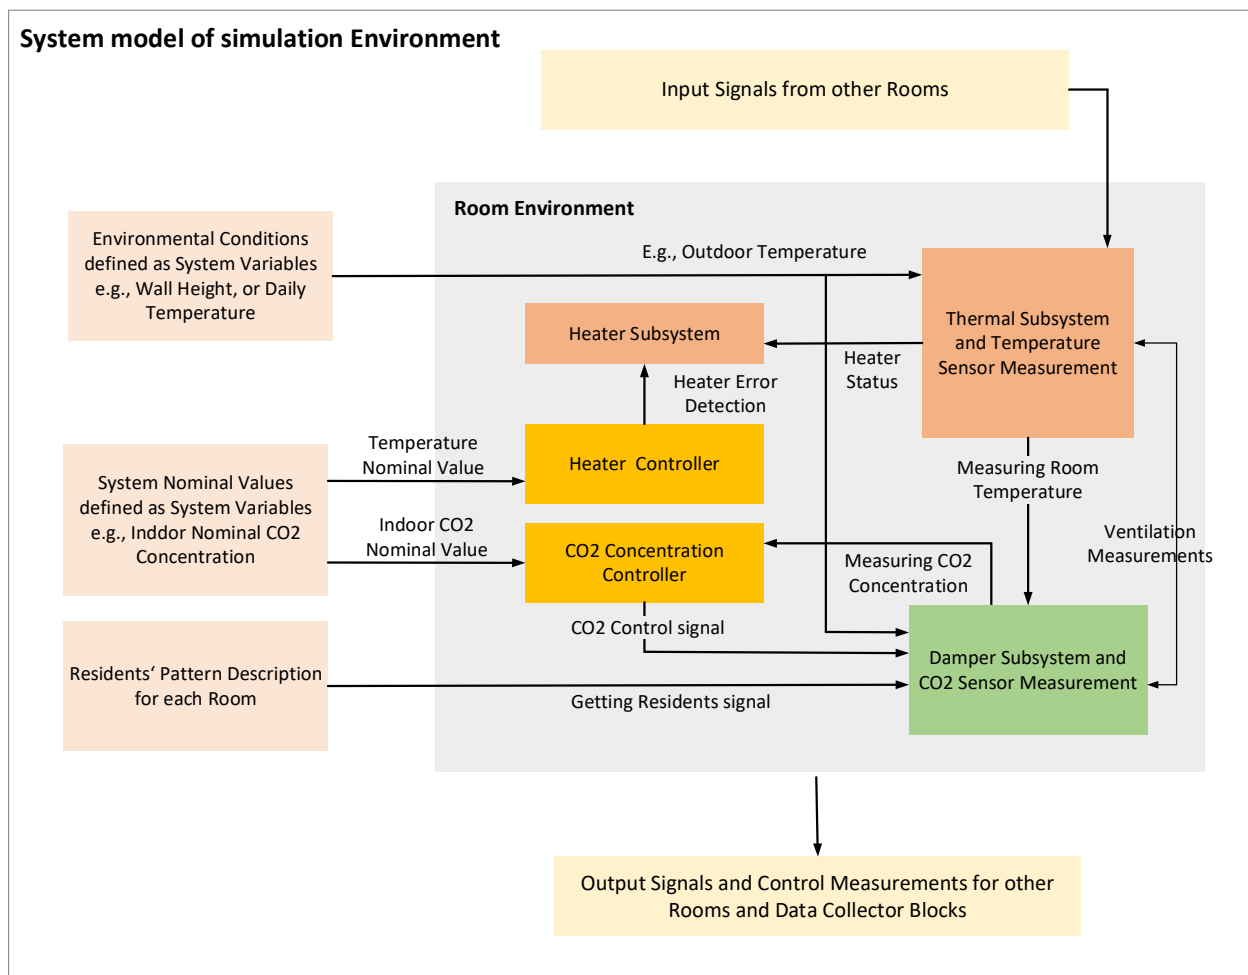 System model of simulation Environment
Input Signals from other Rooms
Room Environment
Environmental Conditions
defined as System Variables
e.g., Wall Height, or Daily
Temperature
E.g., Outdoor Temperature
Thermal Subsystem
and Temperature
Sensor Measurement
Heater Subsystem
Heater
Status
Heater Error
Detection
Temperature
Nominal Value
Heater  Controller
Measuring Room
Temperature
System Nominal Values
defined as System Variables
e.g., Inddor Nominal CO2
Concentration
Indoor CO2
Nominal Value
CO2 Concentration
Controller
Measuring CO2
Concentration
Ventilation
Measurements
CO2 Control signal
Residents‘ Pattern Description
for each Room
Getting Residents signal
Damper Subsystem and
CO2 Sensor Measurement
Output Signals and Control Measurements for other
Rooms and Data Collector Blocks